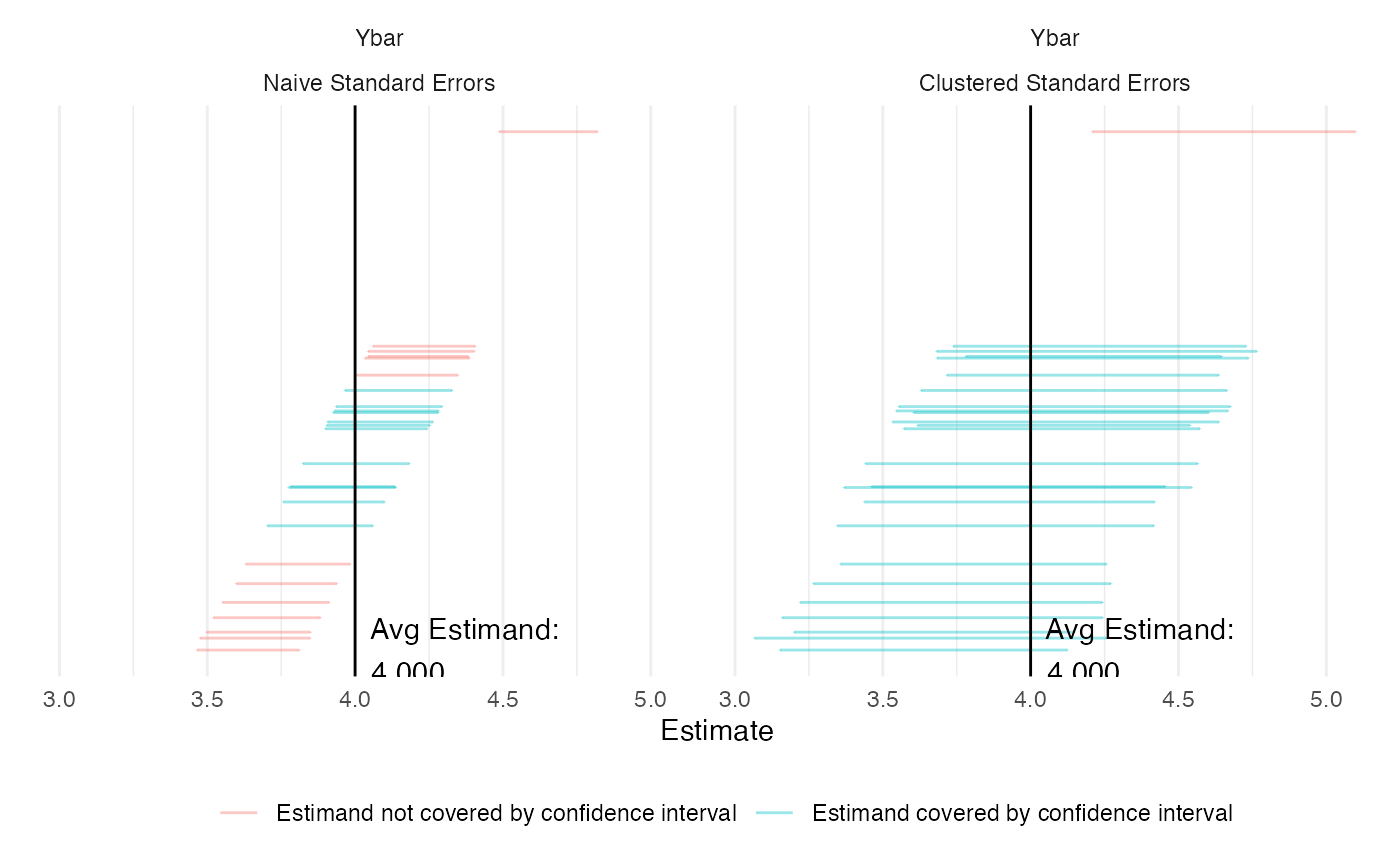 Ybar
Ybar
Naive Standard Errors
Clustered Standard Errors
Avg Estimand:
4.000
Avg Estimand:
4.000
3.0 3.5 4.0 4.5 5.0
3.0 3.5 4.0 4.5 5.0
Estimate
Estimand not covered by confidence interval
Estimand covered by confidence interval